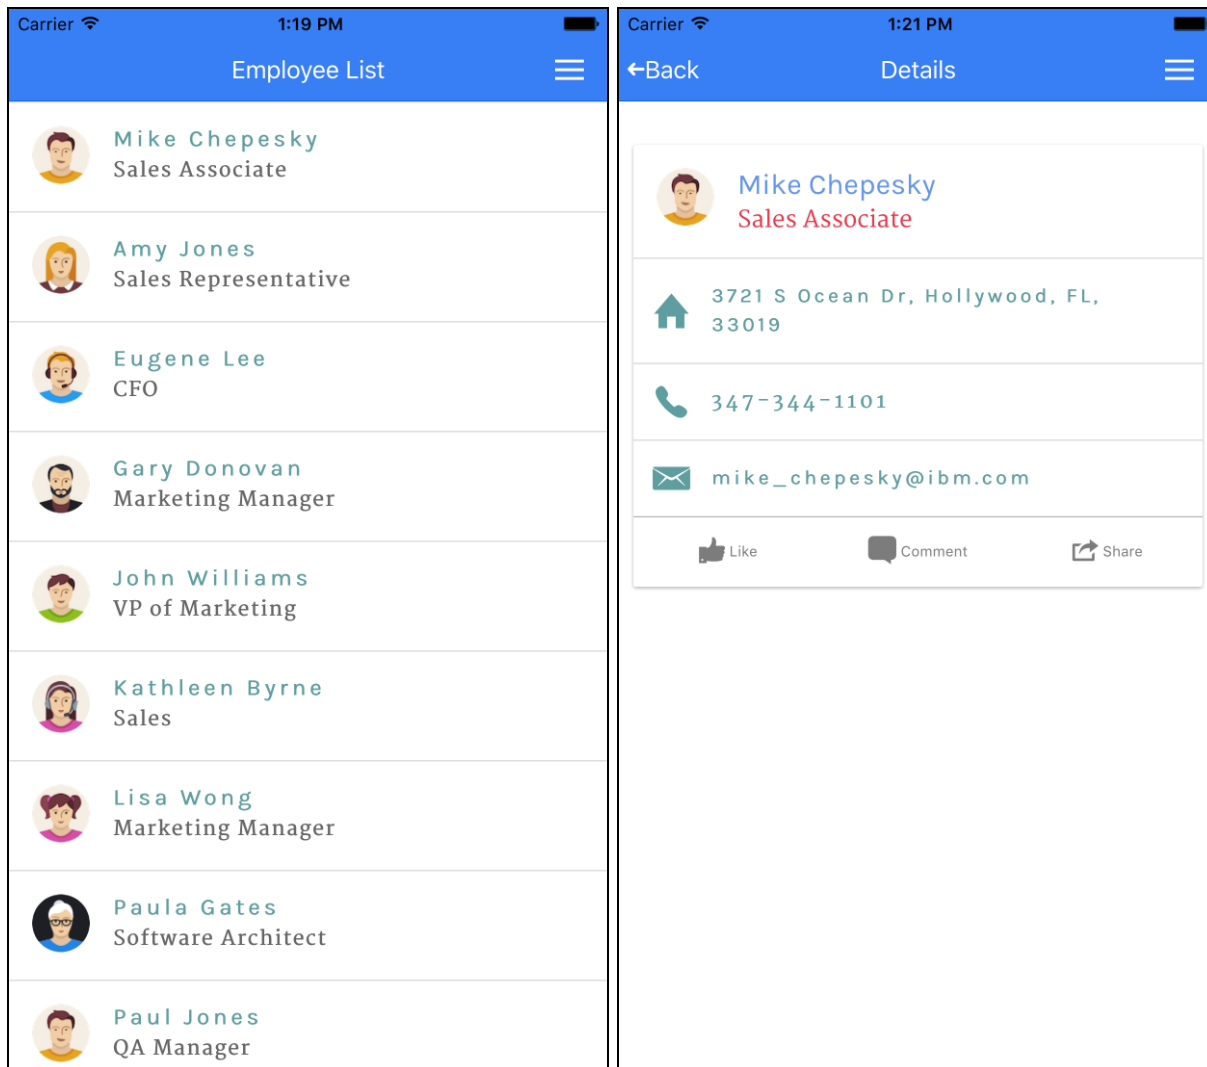 Carrier 1:19 PM
Employee List
Mike Chepesky
Sales Associate
Amy Jones
Sales Representative
Eugene Lee
CFO
Gary Donovan
Marketing Manager
John Williams
VP of Marketing
Kathleen Byrne
Sales
Lisa Wong
Marketing Manager
Paula Gates
Software Architect
Paul Jones
QA Manager
Carrier 1:21 PM
Back Details
Mike Chepesky
Sales Associate
3721 S Ocean Dr, Hollywood, FL,
33019
347-344-1101
mike_chepesky@ibm.com
Like Comment Share